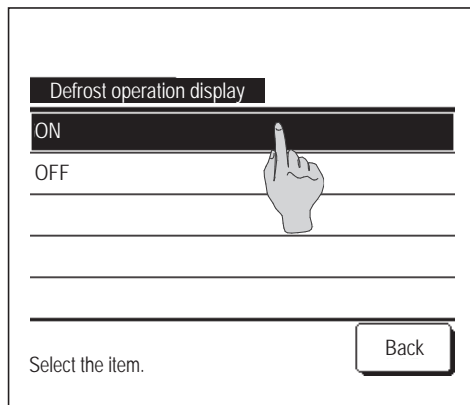 Defrost operation display
ON
OFF
Select the item.
Back